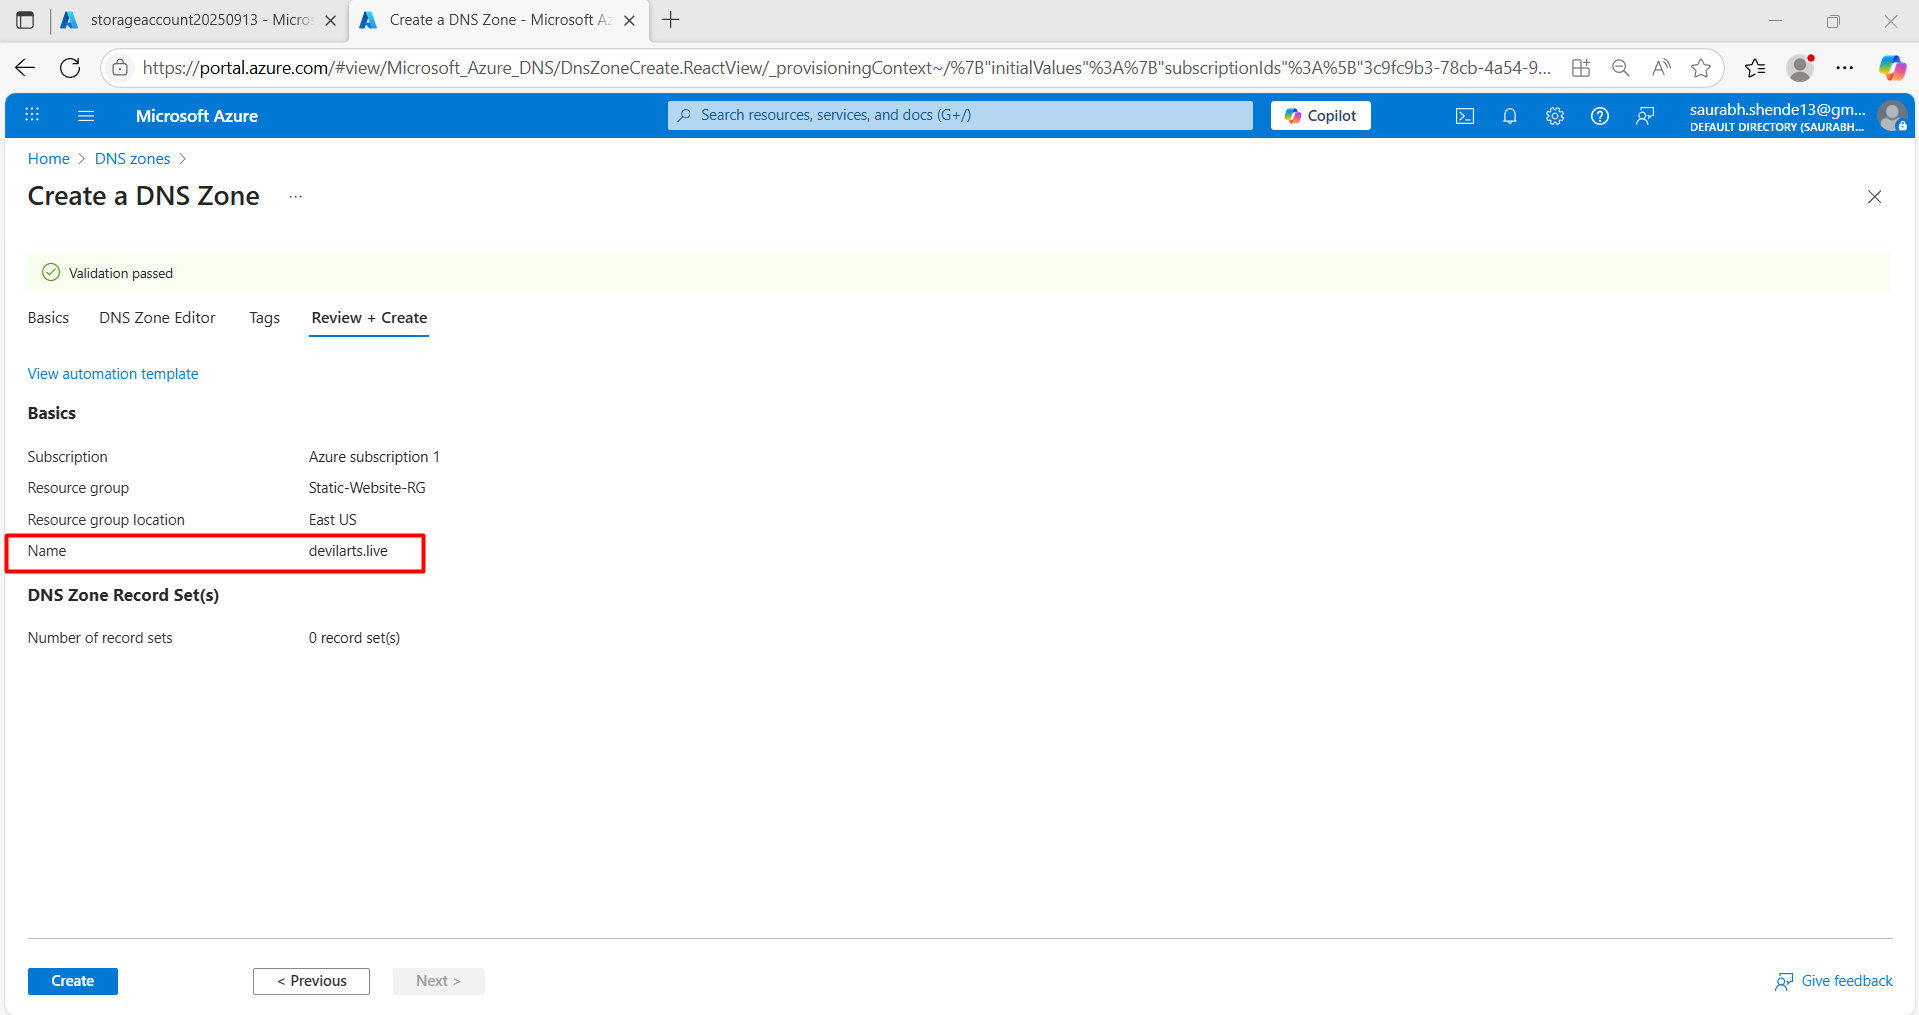 storageaccount20250913 - Micros
Create a DNS Zone - Microsoft Az
https://portal.azure.com/#view/Microsoft_Azure_DNS/DnsZoneCreate.ReactView/_provisioningContext~/%7B"initialValues"%3A%7B"subscriptionIds"%3A%5B"3c9fc9b3-78cb-4a54-9...
Microsoft Azure
Search resources, services, and docs (G+/)
Copilot
saurabh.shende13@gm...
DEFAULT DIRECTORY (SAURABH...
Home > DNS zones >
Create a DNS Zone ...
Validation passed
Basics DNS Zone Editor Tags Review + Create
View automation template
Basics
Subscription Azure subscription 1
Resource group Static-Website-RG
Resource group location East US
Name devilarts.live
DNS Zone Record Set(s)
Number of record sets 0 record set(s)
Create < Previous Next > Give feedback